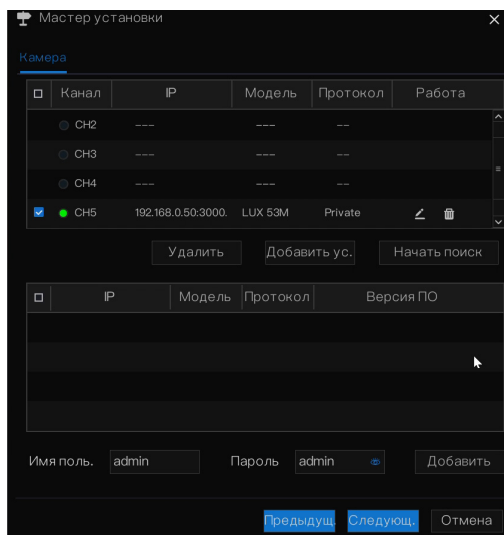 Мастер установки
Камера
Канал IP Модель Протокол Работа
CH2 --- --- --
CH3 --- --- --
CH4 --- --- --
CH5 192.168.0.50:3000. LUX 53M Private
Удалить Добавить ус. Начать поиск
IP Модель Протокол Версия ПО
Имя поль. admin Пароль admin Добавить
Предыдущ. Следующ. Отмена